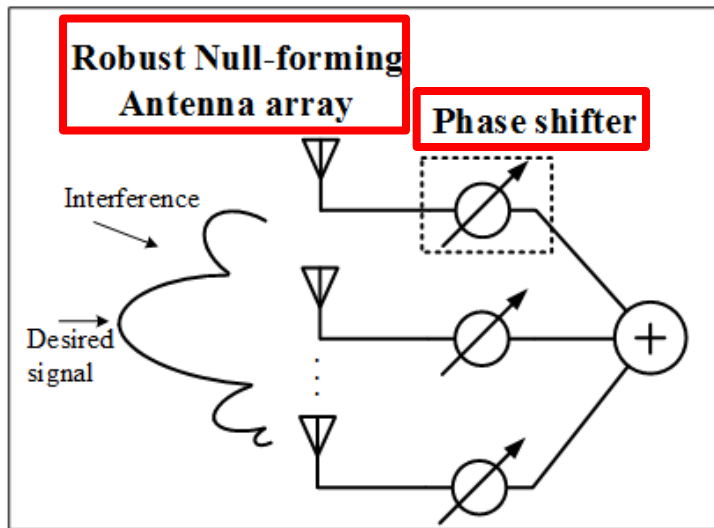 Robust Null-forming
Antenna array
Phase shifter
Interference
Desired
signal